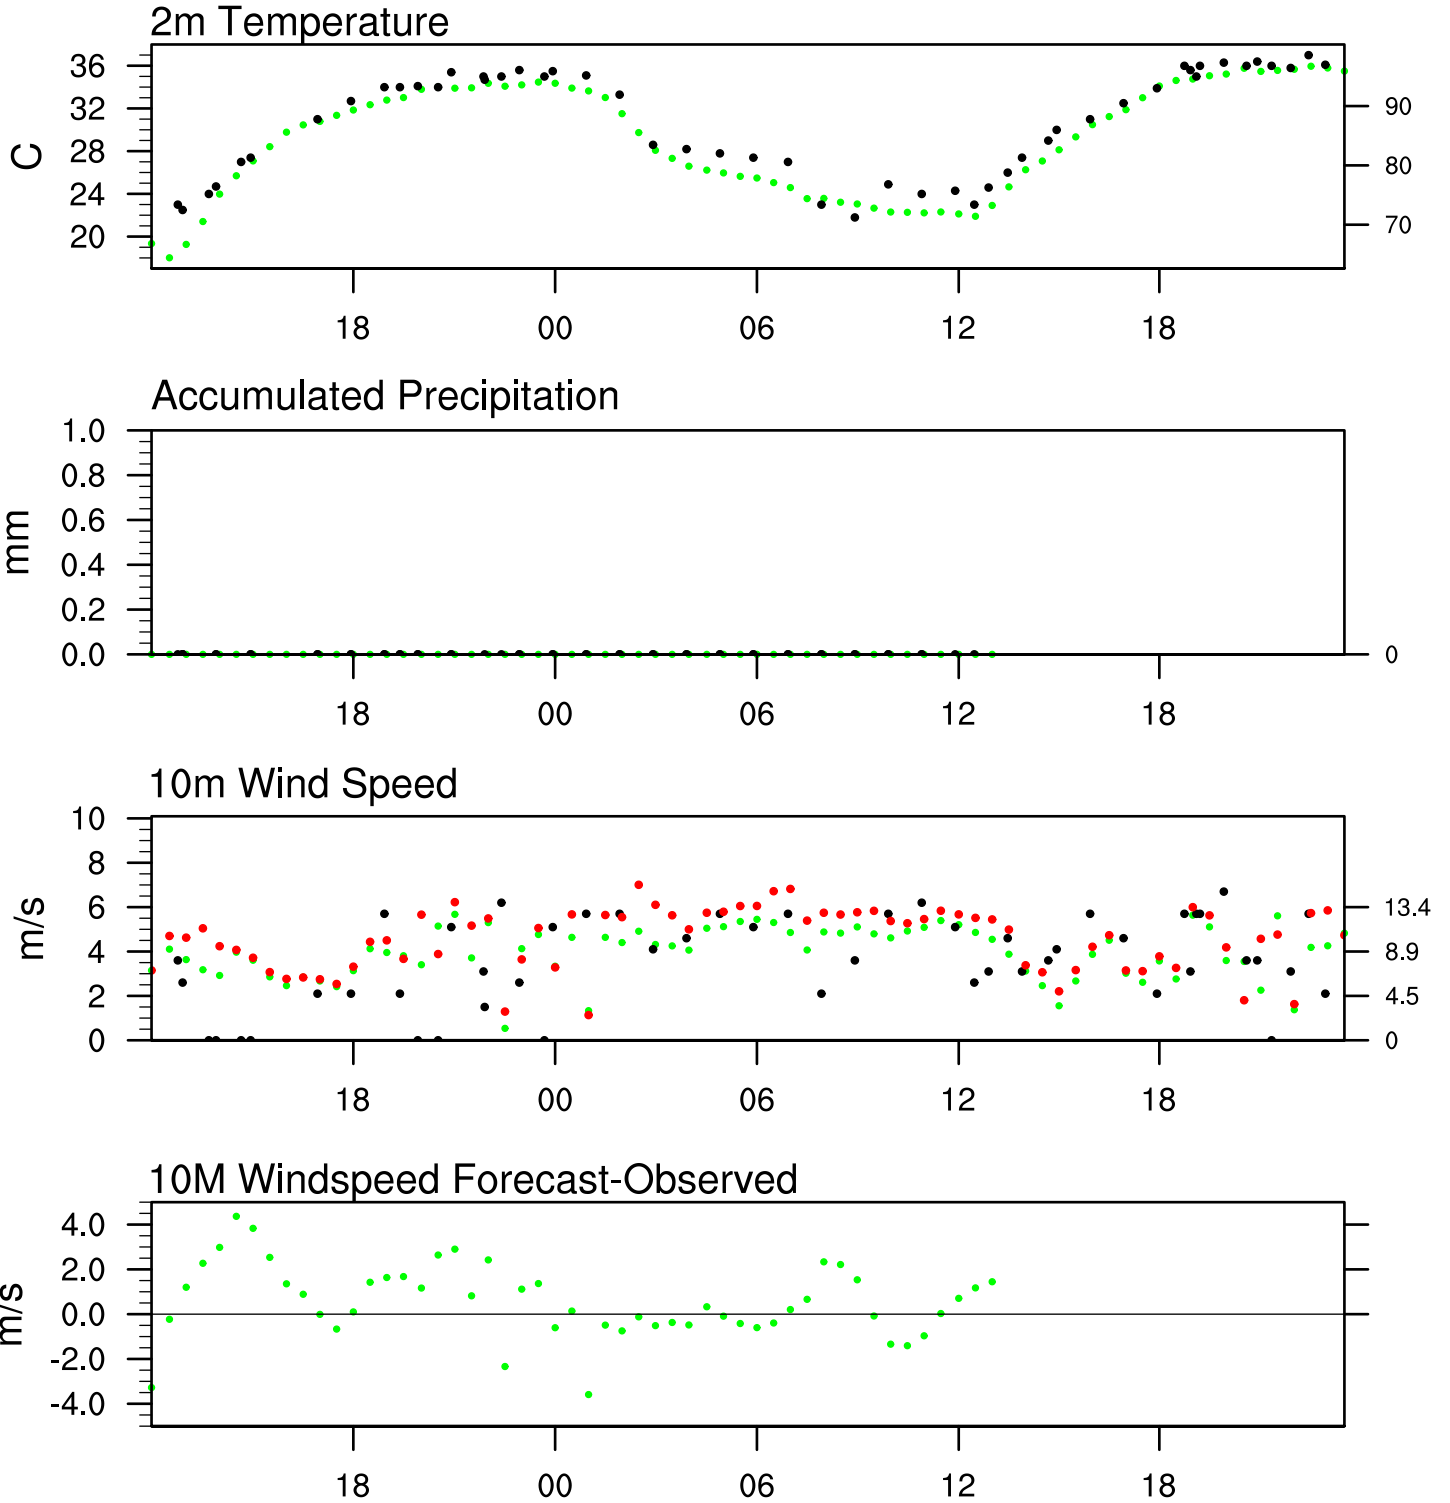 2m Temperature
C
36
32
28
24
20
90
80
70
18 00 06 12 18
Accumulated Precipitation
mm
1.0
0.8
0.6
0.4
0.2
0.0
0
18 00 06 12 18
10m Wind Speed
m/s
10
8
6
4
2
0
13.4
8.9
4.5
0
18 00 06 12 18
10M Windspeed Forecast-Observed
m/s
4.0
2.0
0.0
-2.0
-4.0
18 00 06 12 18